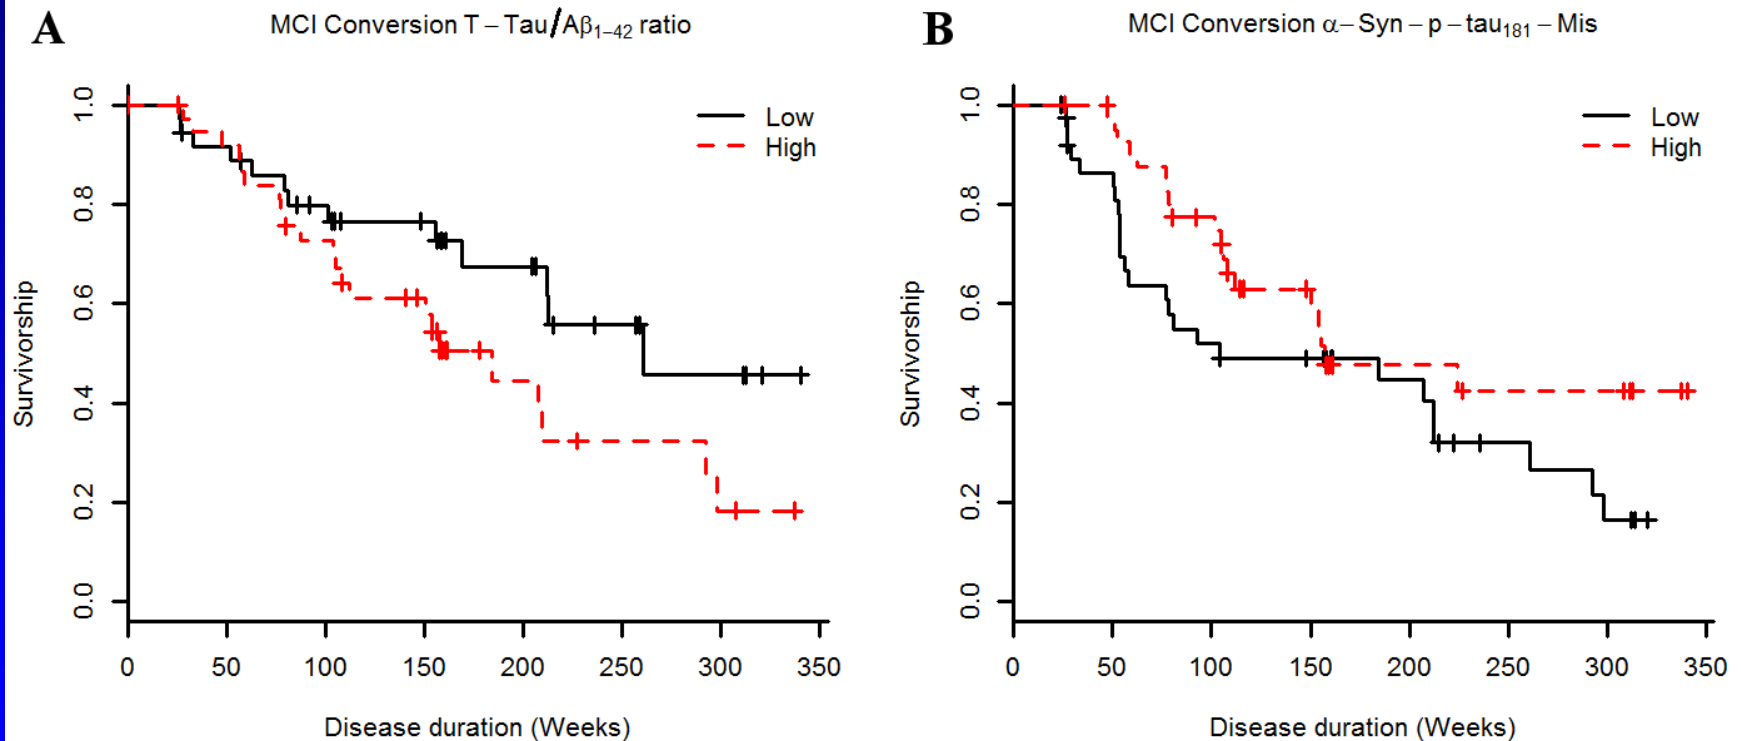 A
MCI Conversion T – Tau/Aβ1–42 ratio
1.0
0.8
0.6
0.4
0.2
0.0
Survivorship
Low
High
0 50 100 150 200 250 300 350
Disease duration (Weeks)
B
MCI Conversion α– Syn – p – tau181 – Mis
1.0
0.8
0.6
0.4
0.2
0.0
Survivorship
Low
High
0 50 100 150 200 250 300 350
Disease duration (Weeks)